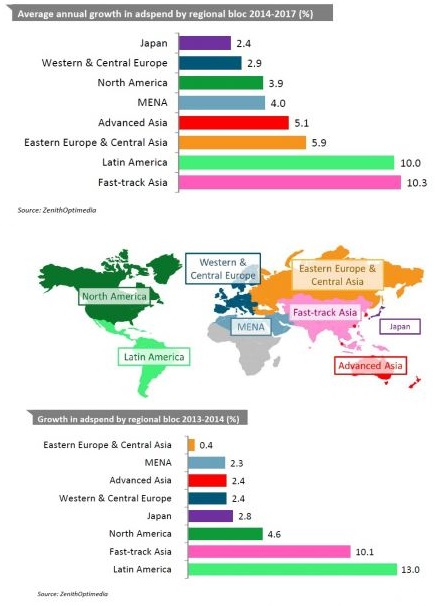 Average annual growth in adspend by regional bloc 2014-2017 (%)
Japan 2.4
Western & Central Europe 2.9
North America 3.9
MENA 4.0
Advanced Asia 5.1
Eastern Europe & Central Asia 5.9
Latin America 10.0
Fast-track Asia 10.3
Source: ZenithOptimedia
Western &
Central Europe
Eastern Europe &
Central Asia
North America
Fast-track Asia
MENA
Japan
Latin America
Advanced Asia
Growth in adspend by regional bloc 2013-2014 (%)
Eastern Europe & Central Asia 0.4
MENA 2.3
Advanced Asia 2.4
Western & Central Europe 2.4
Japan 2.8
North America 4.6
Fast-track Asia 10.1
Latin America 13.0
Source: ZenithOptimedia